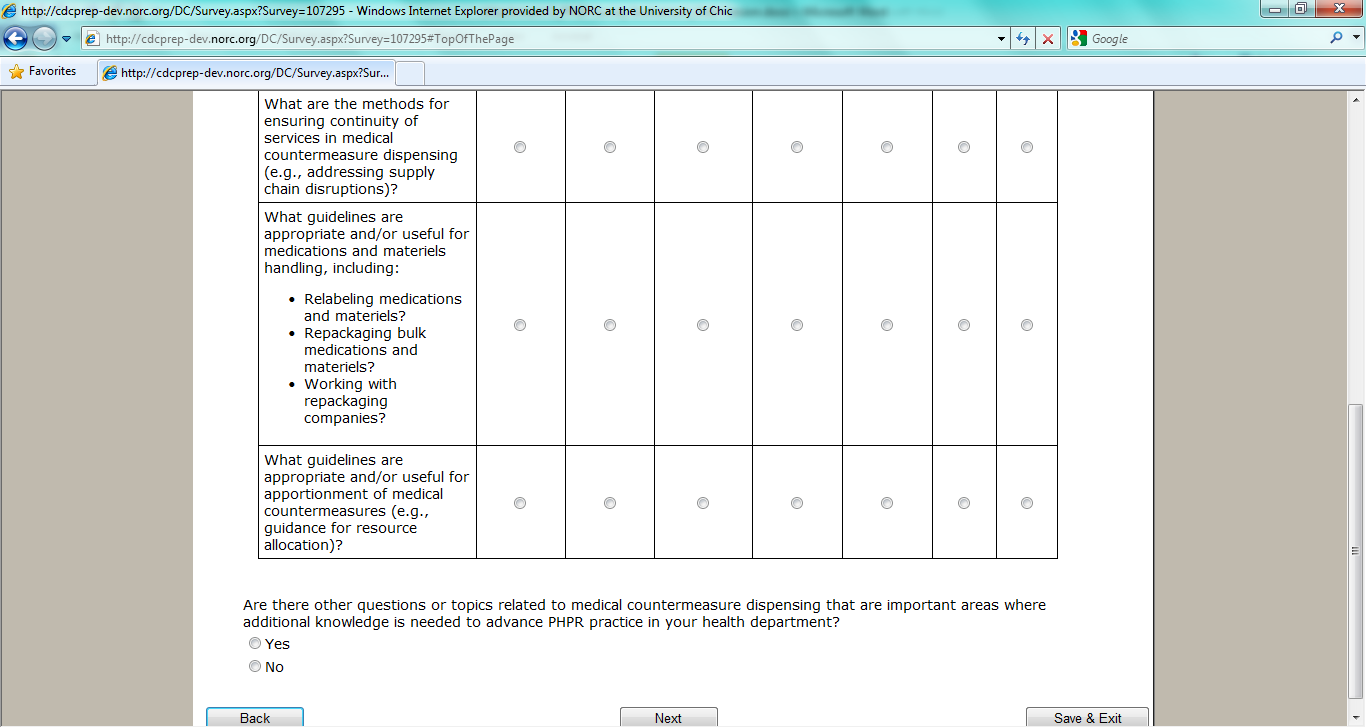 http://cdcprep-dev.norc.org/DC/Survey.aspx?Survey=107295 - Windows Internet Explorer provided by NORC at the University of Chic
http://cdcprep-dev.norc.org/DC/Survey.aspx?Survey=107295#TopOfThePage
Google
Favorites
http://cdcprep-dev.norc.org/DC/Survey.aspx?Sur...
What are the methods for
ensuring continuity of
services in medical
countermeasure dispensing
(e.g., addressing supply
chain disruptions)?
What guidelines are
appropriate and/or useful for
medications and materiels
handling, including:
• Relabeling medications
and materiels?
• Repackaging bulk
medications and
materiels?
• Working with
repackaging
companies?
What guidelines are
appropriate and/or useful for
apportionment of medical
countermeasures (e.g.,
guidance for resource
allocation)?
Are there other questions or topics related to medical countermeasure dispensing that are important areas where
additional knowledge is needed to advance PHPR practice in your health department?
Yes
No
Back
Next
Save & Exit